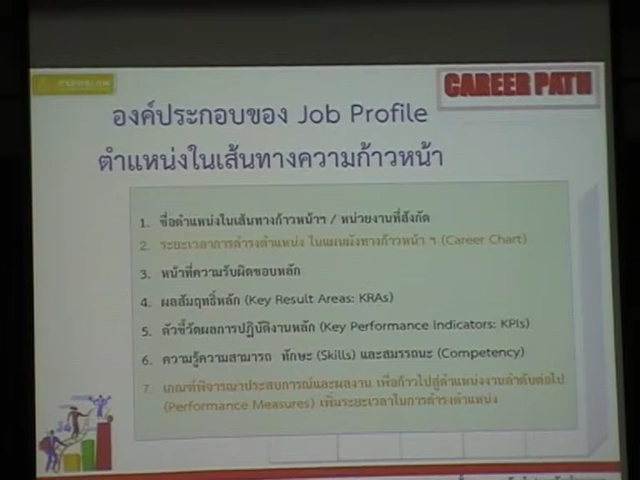 CAREER PATH
องค์ประกอบของ Job Profile
ตำแหน่งในเส้นทางความก้าวหน้า
1. ชื่อตำแหน่งในเส้นทางก้าวหน้าฯ / หน่วยงานที่สังกัด
2. ระยะเวลาการดำรงตำแหน่ง ในแผนผังทางก้าวหน้า ฯ (Career Chart)
3. หน้าที่ความรับผิดชอบหลัก
4. ผลสัมฤทธิ์หลัก (Key Result Areas: KRAs)
5. ตัวชี้วัดผลการปฏิบัติงานหลัก (Key Performance Indicators: KPIs)
6. ความรู้ความสามารถ ทักษะ (Skills) และสมรรถนะ (Competency)
7. เกณฑ์พิจารณาประสบการณ์และผลงาน เพื่อก้าวไปสู่ตำแหน่งงานลำดับต่อไป
(Performance Measures) เพิ่มระยะเวลาในการดำรงตำแหน่ง